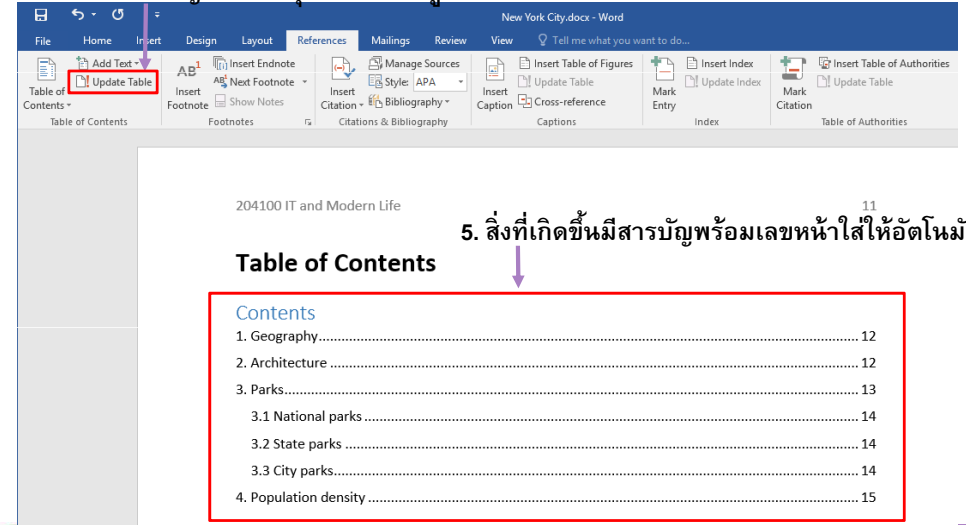 New York City.docx - Word
File Home Insert Design Layout References Mailings Review View Tell me what you want to do...
Table of Contents
Add Text
Update Table
Table of Contents
AB1 Insert Footnote
Insert Endnote
AB1 Next Footnote
Show Notes
Footnotes
Insert Citation
Manage Sources
Style: APA
Bibliography
Citations & Bibliography
Insert Caption
Insert Table of Figures
Update Table
Cross-reference
Captions
Mark Entry
Insert Index
Update Index
Index
Mark Citation
Insert Table of Authorities
Update Table
Table of Authorities
204100 IT and Modern Life 11
5. สิ่งที่เกิดขึ้นมีสารบัญพร้อมเลขหน้าใส่ให้อัตโนมั
Table of Contents
Contents
1. Geography 12
2. Architecture 12
3. Parks 13
3.1 National parks 14
3.2 State parks 14
3.3 City parks 14
4. Population density 15